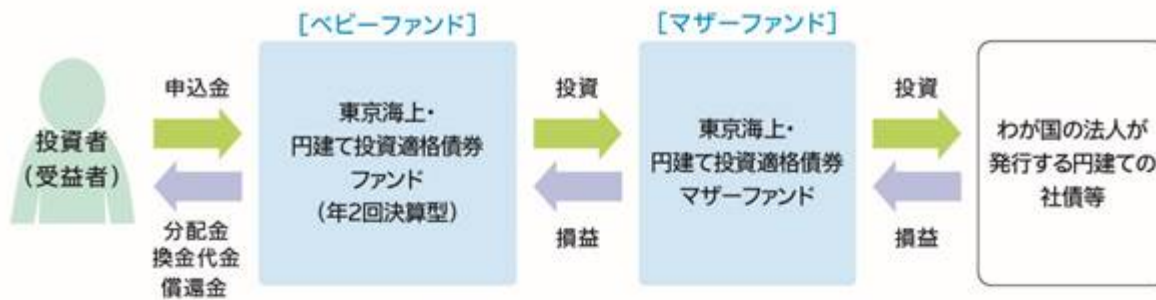 [ベビーファンド]
[マザーファンド]
投資者
(受益者)
申込金
分配金
換金代金
償還金
東京海上・
円建て投資適格債券
ファンド
(年2回決算型)
投資
損益
東京海上・
円建て投資適格債券
マザーファンド
投資
損益
わが国の法人が
発行する円建ての
社債等